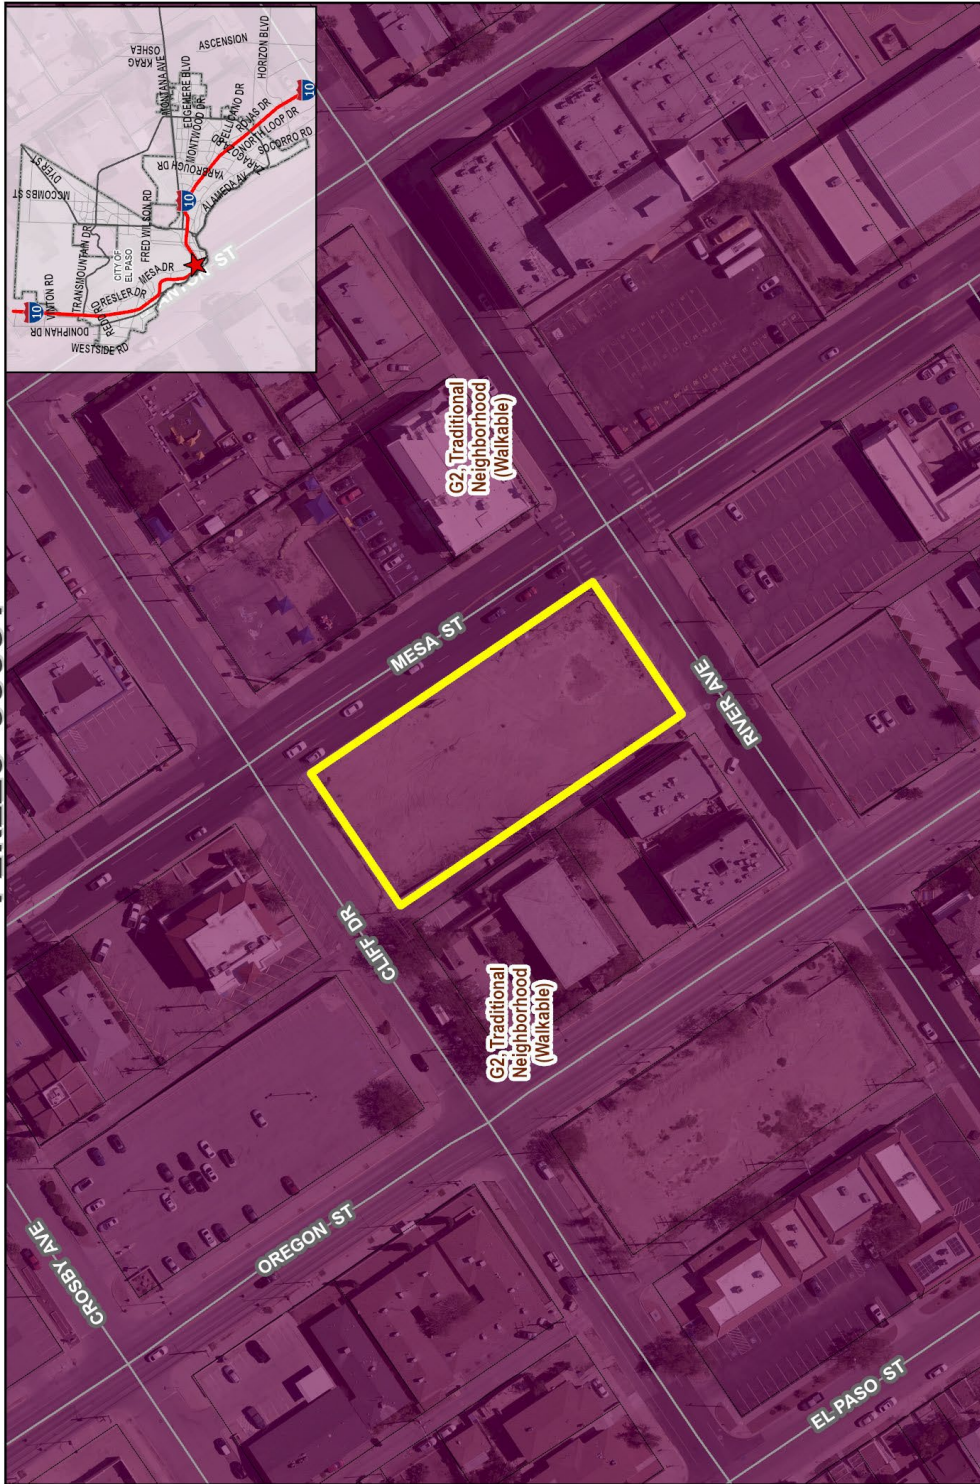 OSHEA
KRAG
ASCENSION
HORIZON BLVD
MONTANA AVE
EDGEMERE BLVD
MONTWOOD DR
PELLICANO DR
ROJAS DR
NORTH LOOP DR
SOCORRO RD
ZARAGOZA
YARBROUGH DR
ALAMEDA AV
DYER ST
MCCOMBS ST
FRED WILSON RD
TRANSMOUNTAIN DR
CITY OF
EL PASO
MESA DR
RESLER DR
REDD RD
VINTON RD
DONIPHAN DR
WESTSIDE RD
10
10
10
G2, Traditional
Neighborhood
(Walkable)
MESA ST
RIVER AVE
CLIFF DR
G2, Traditional
Neighborhood
(Walkable)
CROSBY AVE
OREGON ST
EL PASO ST